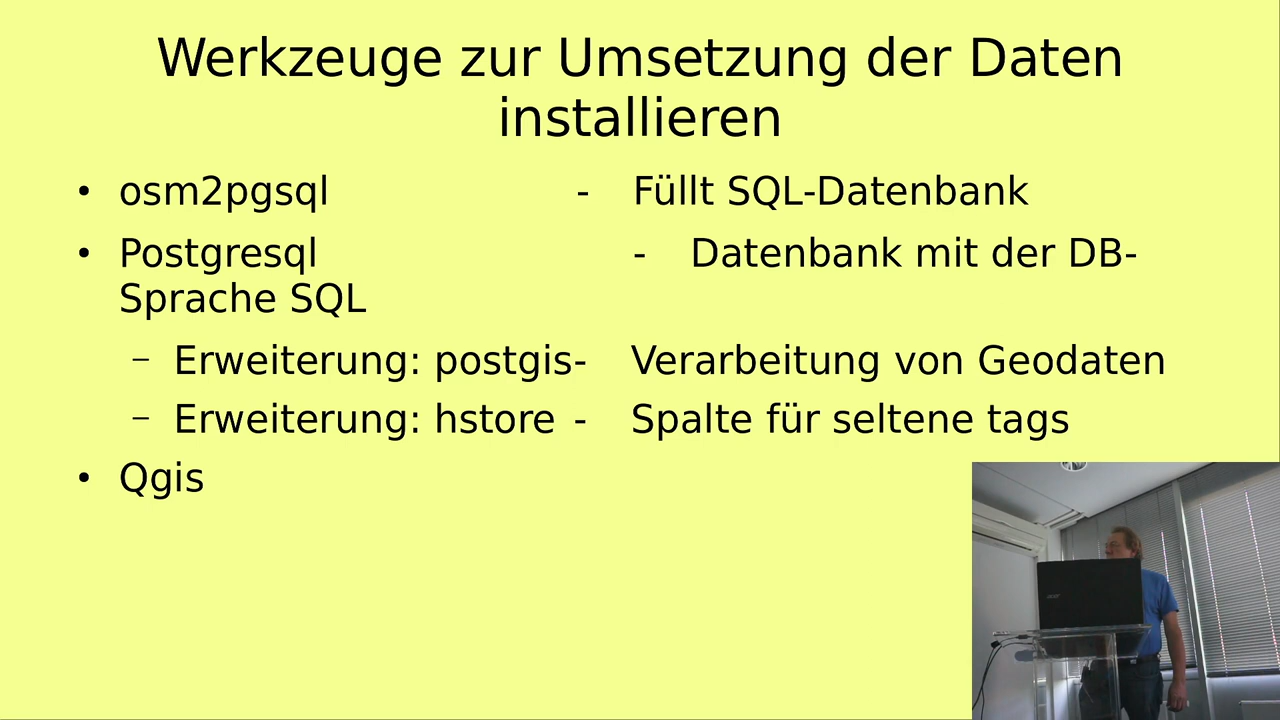 Werkzeuge zur Umsetzung der Daten
installieren
• osm2pgsql - Füllt SQL-Datenbank
• Postgresql - Datenbank mit der DB-
Sprache SQL
– Erweiterung: postgis- Verarbeitung von Geodaten
– Erweiterung: hstore - Spalte für seltene tags
• Qgis